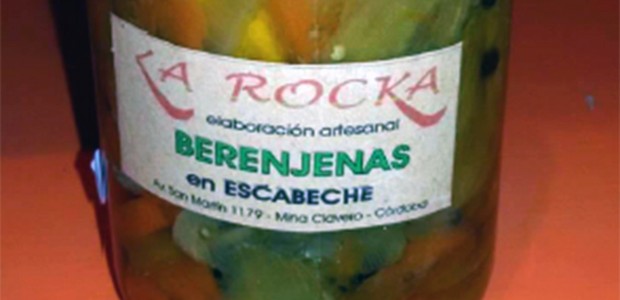 LA ROCKA
elaboración artesanal
BERENJENAS
en ESCABECHE
Av. San Martín 1179 - Mina Clavero - Córdoba